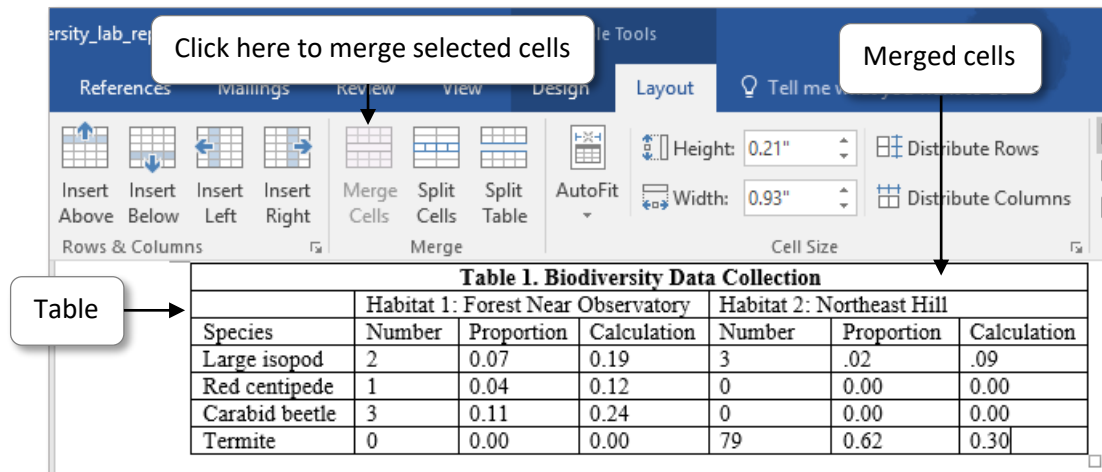 ersity_lab_rep
Click here to merge selected cells
le Tools
Merged cells
References Mailings Review View Design Layout Tell me
Height: 0.21" Distribute Rows
Insert Above Insert Below Insert Left Insert Right Merge Cells Split Cells Split Table AutoFit Width: 0.93" Distribute Columns
Rows & Columns Merge Cell Size
Table
Table 1. Biodiversity Data Collection
Habitat 1: Forest Near Observatory Habitat 2: Northeast Hill
Species Number Proportion Calculation Number Proportion Calculation
Large isopod 2 0.07 0.19 3 .02 .09
Red centipede 1 0.04 0.12 0 0.00 0.00
Carabid beetle 3 0.11 0.24 0 0.00 0.00
Termite 0 0.00 0.00 79 0.62 0.30